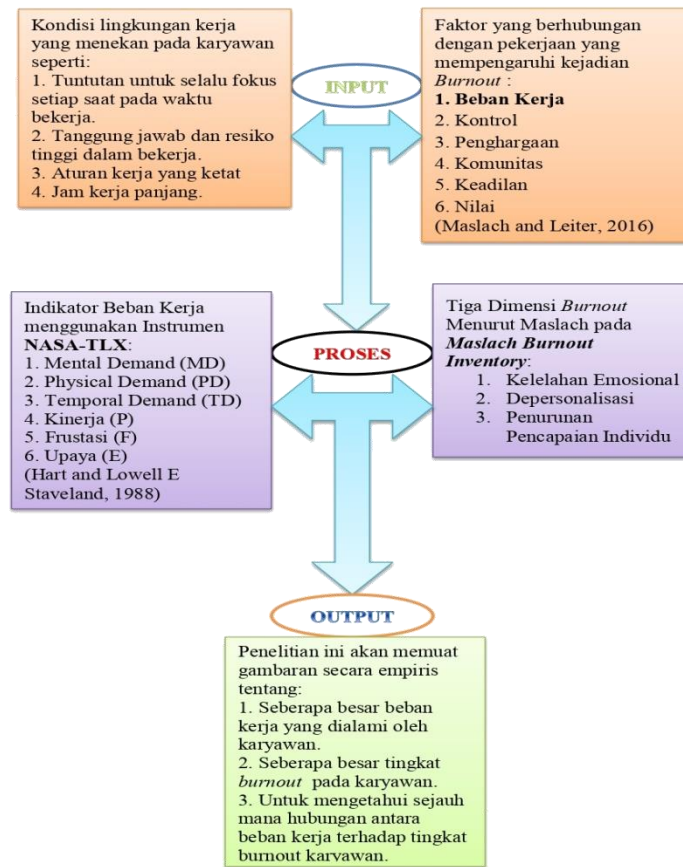 Kondisi lingkungan kerja
yang menekan pada karyawan
seperti:
1. Tuntutan untuk selalu fokus
setiap saat pada waktu
bekerja.
2. Tanggung jawab dan resiko
tinggi dalam bekerja.
3. Aturan kerja yang ketat
4. Jam kerja panjang.
INPUT
Faktor yang berhubungan
dengan pekerjaan yang
mempengaruhi kejadian
Burnout :
1. Beban Kerja
2. Kontrol
3. Penghargaan
4. Komunitas
5. Keadilan
6. Nilai
(Maslach and Leiter, 2016)
Indikator Beban Kerja
menggunakan Instrumen
NASA-TLX:
1. Mental Demand (MD)
2. Physical Demand (PD)
3. Temporal Demand (TD)
4. Kinerja (P)
5. Frustasi (F)
6. Upaya (E)
(Hart and Lowell E
Staveland, 1988)
PROSES
Tiga Dimensi Burnout
Menurut Maslach pada
Maslach Burnout
Inventory:
1. Kelelahan Emosional
2. Depersonalisasi
3. Penurunan
Pencapaian Individu
OUTPUT
Penelitian ini akan memuat
gambaran secara empiris
tentang:
1. Seberapa besar beban
kerja yang dialami oleh
karyawan.
2. Seberapa besar tingkat
burnout pada karyawan.
3. Untuk mengetahui sejauh
mana hubungan antara
beban kerja terhadap tingkat
burnout karyawan.